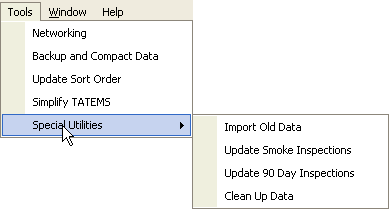 Tools Window Help
Networking
Backup and Compact Data
Update Sort Order
Simplify TATEMS
Special Utilities
Import Old Data
Update Smoke Inspections
Update 90 Day Inspections
Clean Up Data